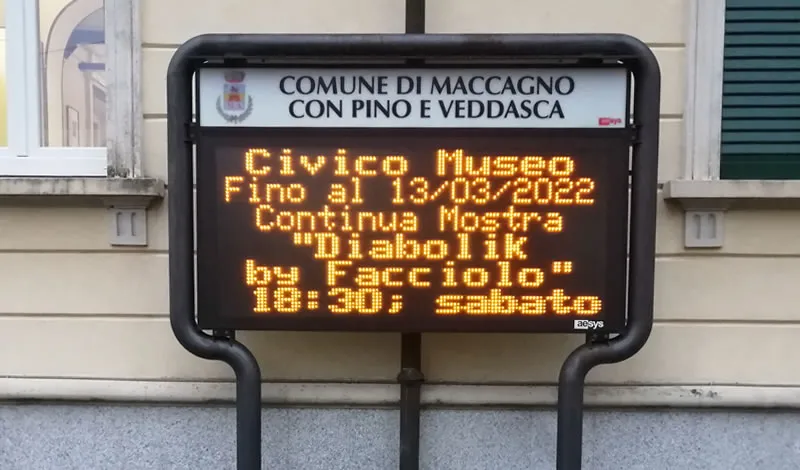 COMUNE DI MACCAGNO
CON PINO E VEDDASCA
aesys
Civico Museo
Fino al 13/03/2022
Continua Mostra
"Diabolik
by Facciolo"
18:30; sabato
aesys